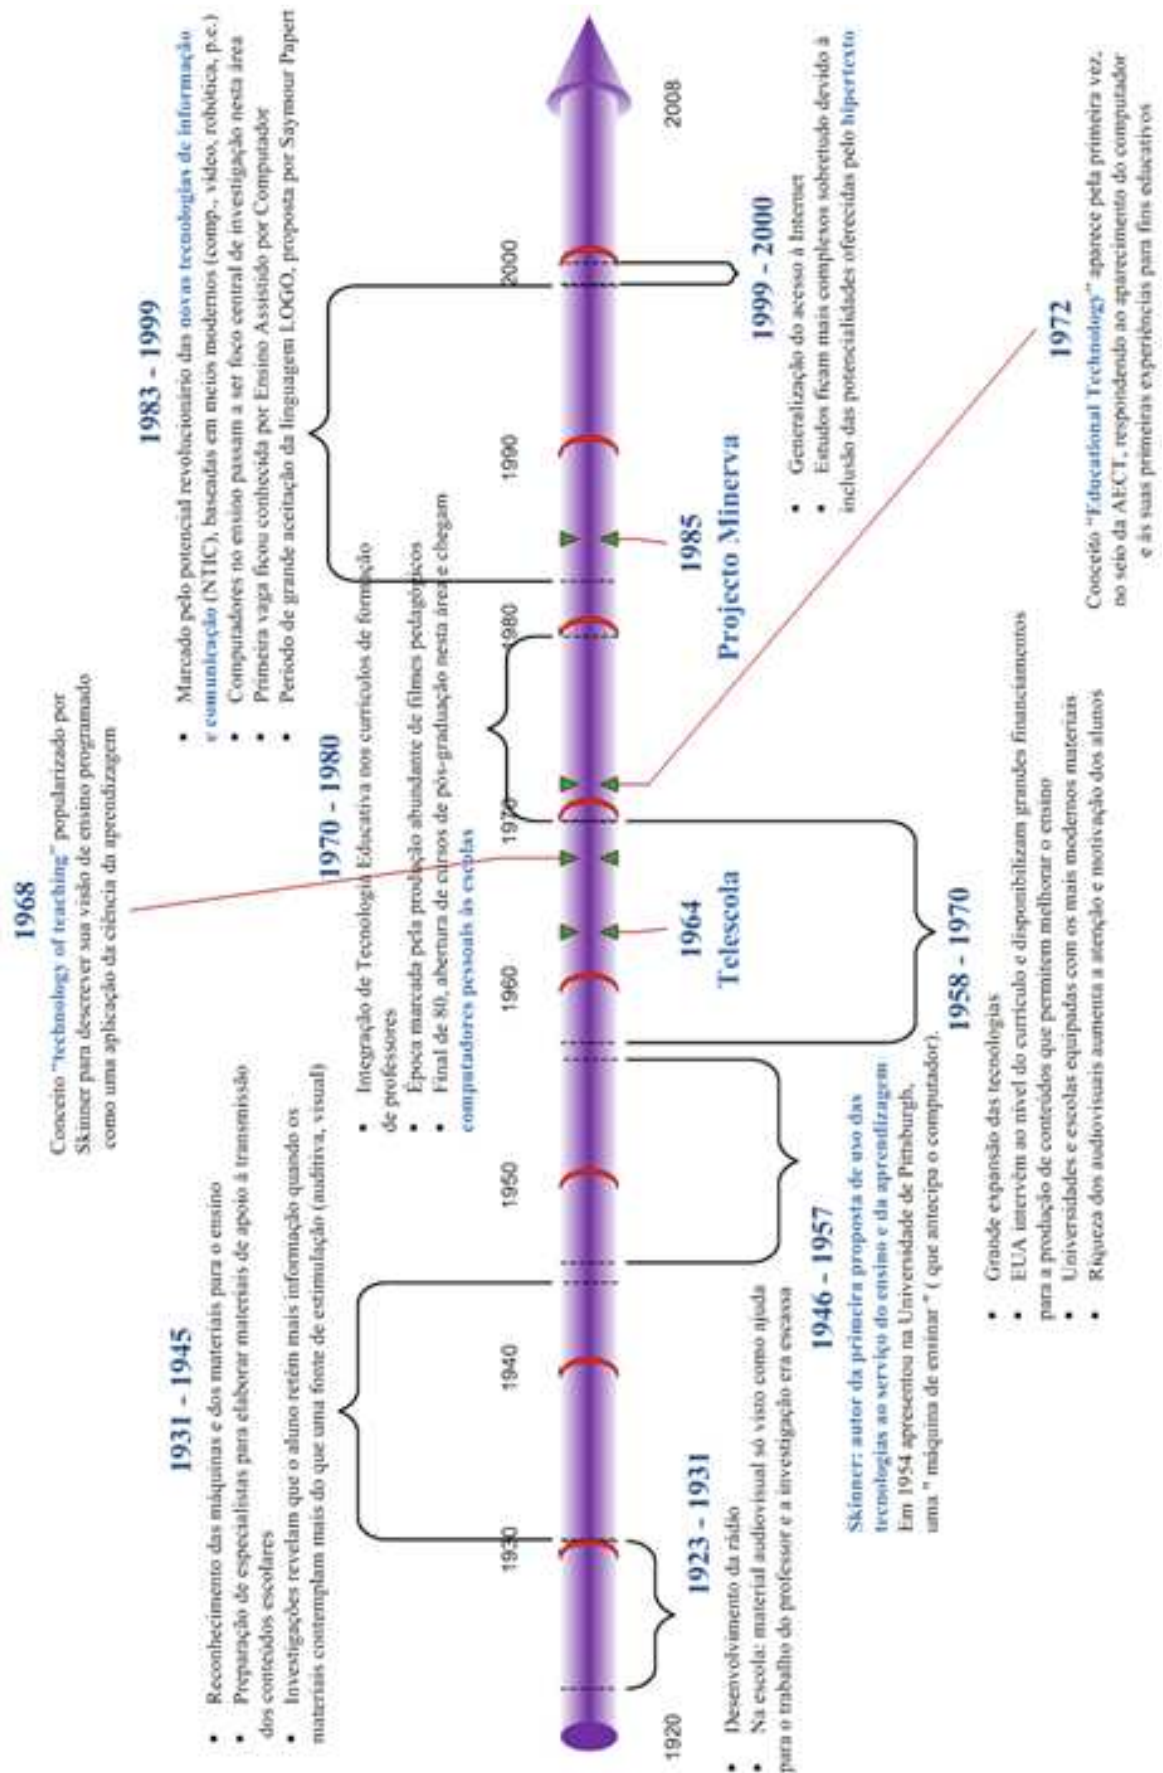 1968
Conceito "technology of teaching" popularizado por
Skinner para descrever sua visão de ensino programado
como uma aplicação da ciência da aprendizagem
1931 - 1945
• Reconhecimento das máquinas e dos materiais para o ensino
• Preparação de especialistas para elaborar materiais de apoio à transmissão
dos conteúdos escolares
• Investigações revelam que o aluno retém mais informação quando os
materiais contemplam mais do que uma fonte de estimulação (auditiva, visual)
1983 - 1999
• Marcado pelo potencial revolucionário das novas tecnologias de informação
e comunicação (NTIC), baseadas em meios modernos (comp., vídeo, robótica, p.e.)
• Computadores no ensino passam a ser foco central de investigação nesta área
• Primeira vaga ficou conhecida por Ensino Assistido por Computador
• Período de grande aceitação da linguagem LOGO, proposta por Saymour Papert
1970 - 1980
• Integração de Tecnologia Educativa nos currículos de formação
de professores
• Época marcada pela produção abundante de filmes pedagógicos
• Final de 80, abertura de cursos de pós-graduação nesta área e chegam
computadores pessoais às escolas
1930
1940
1950
1960
1970
1980
1990
2000
1920
2008
1923 - 1931
• Desenvolvimento da rádio
• Na escola: material audiovisual só visto como ajuda
para o trabalho do professor e a investigação era escassa
1964
Telescola
1985
Projecto Minerva
1999 - 2000
• Generalização do acesso à Internet
• Estudos ficam mais complexos sobretudo devido à
inclusão das potencialidades oferecidas pelo hipertexto
1946 - 1957
Skinner: autor da primeira proposta de uso das
tecnologias ao serviço do ensino e da aprendizagem
Em 1954 apresentou na Universidade de Pittsburgh,
uma " máquina de ensinar " ( que antecipa o computador).
1958 - 1970
• Grande expansão das tecnologias
• EUA intervêm ao nível do currículo e disponibilizam grandes financiamentos
para a produção de conteúdos que permitem melhorar o ensino
• Universidades e escolas equipadas com os mais modernos materiais
• Riqueza dos audiovisuais aumenta a atenção e motivação dos alunos
1972
Conceito "Educational Technology" aparece pela primeira vez,
no seio da AECT, respondendo ao aparecimento do computador
e às suas primeiras experiências para fins educativos